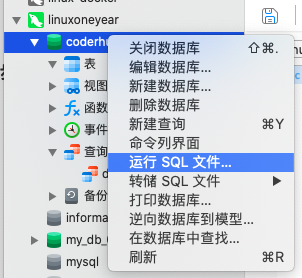 linuxoneyear
coderhu
表
视图
函数
事件
查询
d
备份
informa
my_db_
mysql
关闭数据库 ⇧⌘.
编辑数据库...
新建数据库...
删除数据库
新建查询 ⌘Y
命令列界面
运行 SQL 文件...
转储 SQL 文件
打印数据库...
逆向数据库到模型...
在数据库中查找...
刷新 ⌘R